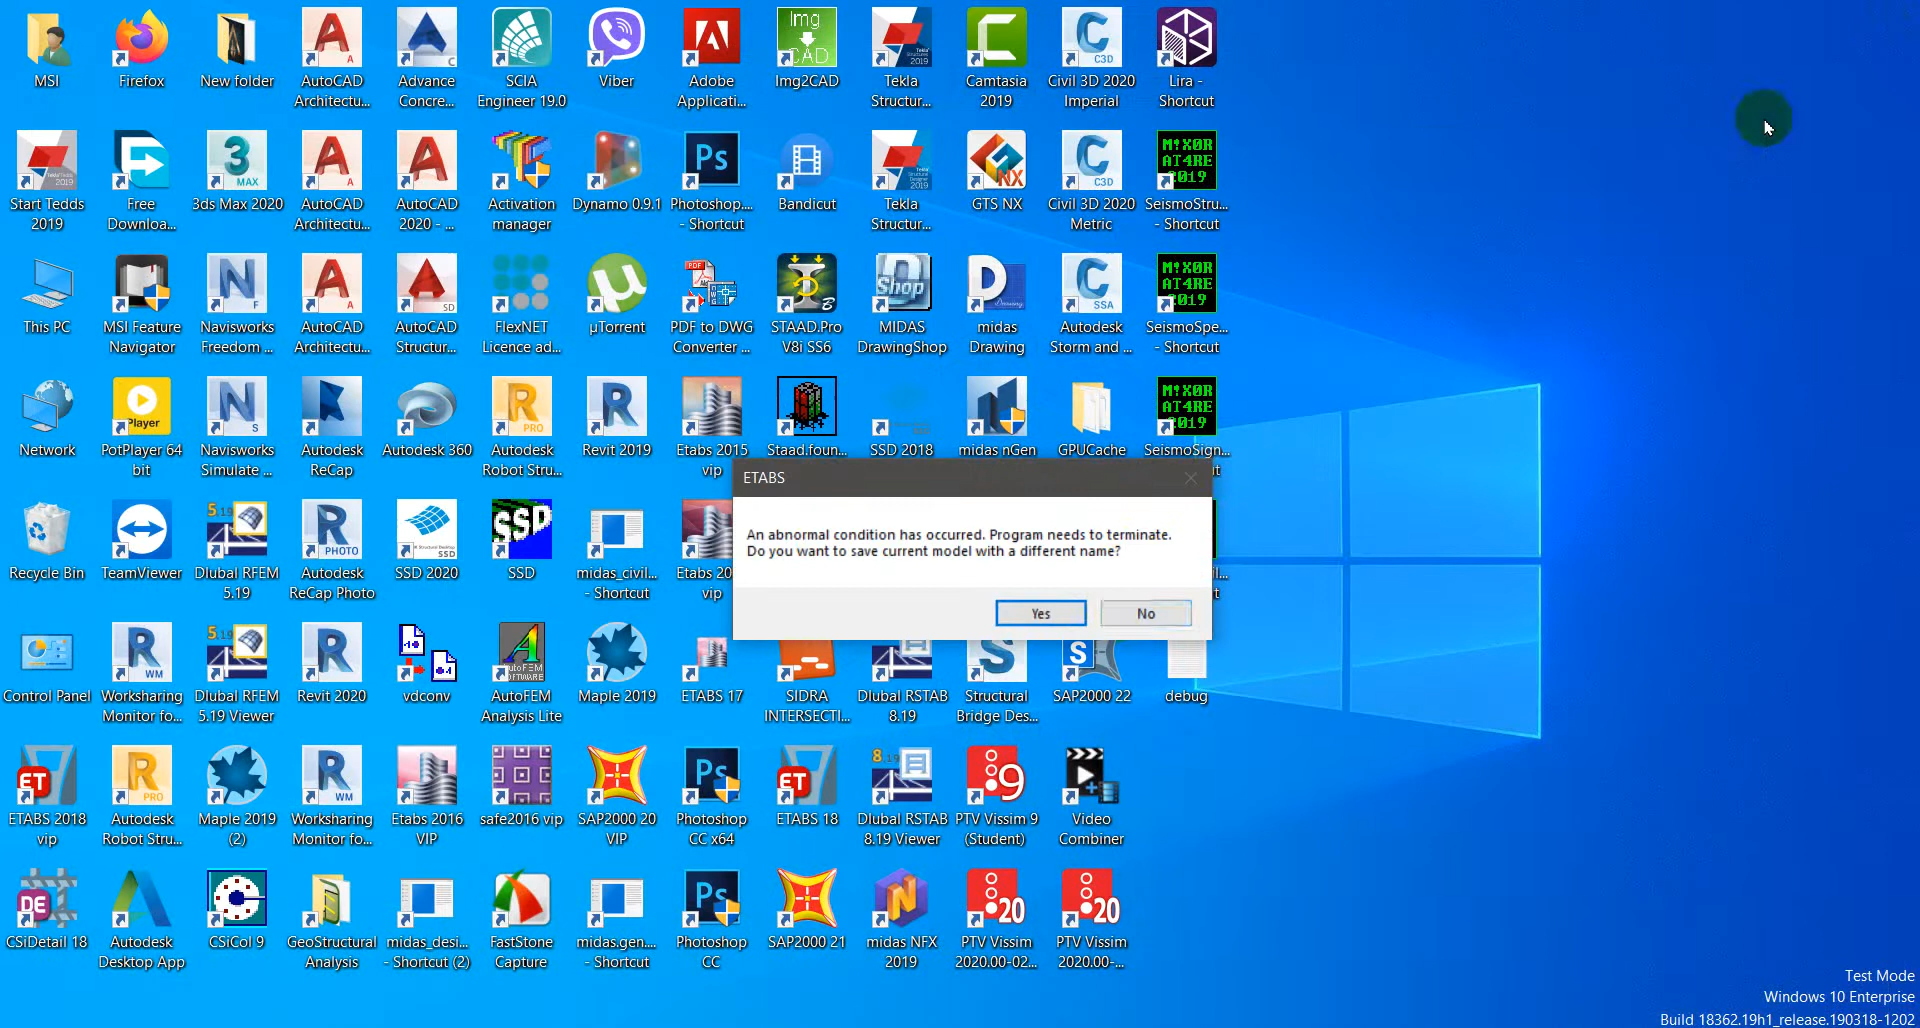 MSI
Firefox
New folder
AutoCAD
Architectu...
Advance
Concre...
SCIA
Engineer 19.0
Viber
Adobe
Applicati...
Img2CAD
Tekla
Structur...
Camtasia
2019
Civil 3D 2020
Imperial
Lira -
Shortcut
Start Tedds
2019
Free
Downloa...
3ds Max 2020
AutoCAD
Architectu...
AutoCAD
2020 - ...
Activation
manager
Dynamo 0.9.1
Photoshop....
- Shortcut
Bandicut
Tekla
Structur...
GTS NX
Civil 3D 2020
Metric
SeismoStru...
- Shortcut
This PC
MSI Feature
Navigator
Navisworks
Freedom ...
AutoCAD
Architectu...
AutoCAD
Structur...
FlexNET
Licence ad...
µTorrent
PDF to DWG
Converter ...
STAAD.Pro
V8i SS6
MIDAS
DrawingShop
midas
Drawing
Autodesk
Storm and ...
SeismoSpe...
- Shortcut
Network
PotPlayer 64
bit
Navisworks
Simulate ...
Autodesk
ReCap
Autodesk 360
Autodesk
Robot Stru...
Revit 2019
Etabs 2015
vip
Staad.foun...
SSD 2018
midas nGen
GPUCache
SeismoSign...
ETABS
An abnormal condition has occurred. Program needs to terminate.
Do you want to save current model with a different name?
Yes
No
Recycle Bin
TeamViewer
Dlubal RFEM
5.19
Autodesk
ReCap Photo
SSD 2020
SSD
midas_civil...
- Shortcut
Etabs 20
vip
Control Panel
Worksharing
Monitor fo...
Dlubal RFEM
5.19 Viewer
Revit 2020
vdconv
AutoFEM
Analysis Lite
Maple 2019
ETABS 17
SIDRA
INTERSECTI...
Dlubal RSTAB
8.19
Structural
Bridge Des...
SAP2000 22
debug
ETABS 2018
vip
Autodesk
Robot Stru...
Maple 2019
(2)
Worksharing
Monitor fo...
Etabs 2016
VIP
safe2016 vip
SAP2000 20
VIP
Photoshop
CC x64
ETABS 18
Dlubal RSTAB
8.19 Viewer
PTV Vissim 9
(Student)
Video
Combiner
CSiDetail 18
Autodesk
Desktop App
CSiCol 9
GeoStructural
Analysis
midas_desi...
- Shortcut (2)
FastStone
Capture
midas.gen....
- Shortcut
Photoshop
CC
SAP2000 21
midas NFX
2019
PTV Vissim
2020.00-02...
PTV Vissim
2020.00-...
Test Mode
Windows 10 Enterprise
Build 18362.19h1_release.190318-1202